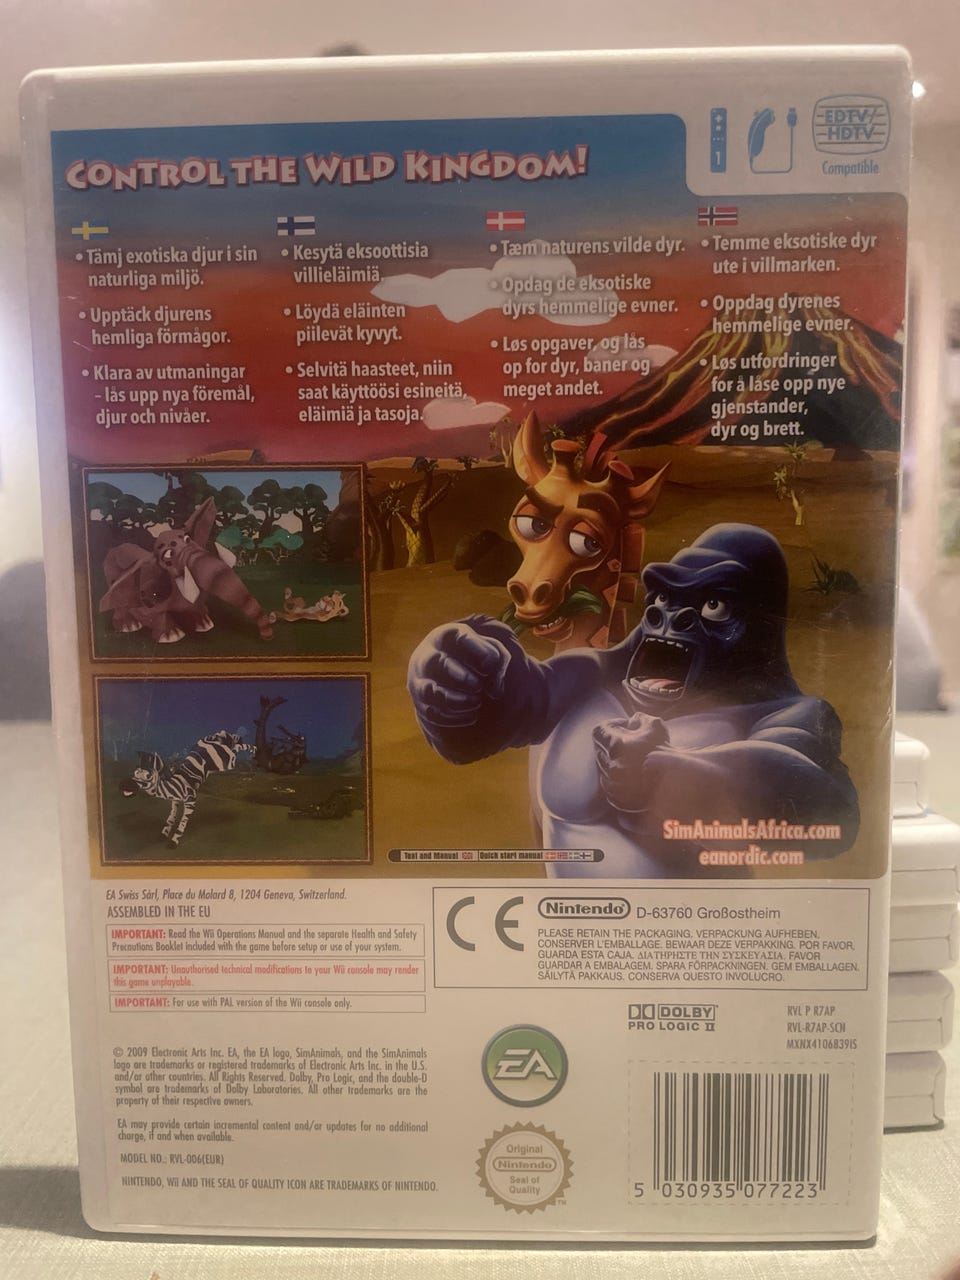 CONTROL THE WILD KINGDOM!
1
EDTV/
HDTV
Compatible
• Tämj exotiska djur i sin
naturliga miljö.
• Upptäck djurens
hemliga förmågor.
• Klara av utmaningar
– lås upp nya föremål,
djur och nivåer.
• Kesytä eksoottisia
villieläimiä.
• Löydä eläinten
piilevät kyvyt.
• Selvitä haasteet, niin
saat käyttöösi esineitä,
eläimiä ja tasoja.
• Tæm naturens vilde dyr.
• Opdag de eksotiske
dyrs hemmelige evner.
• Løs opgaver, og lås
op for dyr, baner og
meget andet.
• Temme eksotiske dyr
ute i villmarken.
• Oppdag dyrenes
hemmelige evner.
• Løs utfordringer
for å låse opp nye
gjenstander,
dyr og brett.
SimAnimalsAfrica.com
eanordic.com
Text and Manual Quick start manual
EA Swiss Sàrl, Place du Molard 8, 1204 Geneva, Switzerland.
ASSEMBLED IN THE EU
IMPORTANT: Read the Wii Operations Manual and the separate Health and Safety
Precautions Booklet included with the game before setup or use of your system.
IMPORTANT: Unauthorised technical modifications to your Wii console may render
this game unplayable.
IMPORTANT: For use with PAL version of the Wii console only.
CE Nintendo D-63760 Großostheim
PLEASE RETAIN THE PACKAGING. VERPACKUNG AUFHEBEN.
CONSERVER L'EMBALLAGE. BEWAAR DEZE VERPAKKING. POR FAVOR,
GUARDA ESTA CAJA. ΔΙΑΤΗΡΗΣΤΕ ΤΗΝ ΣΥΣΚΕΥΑΣΙΑ. FAVOR
GUARDAR A EMBALAGEM. SPARA FÖRPACKNINGEN. GEM EMBALLAGEN.
SÄILYTÄ PAKKAUS. CONSERVA QUESTO INVOLUCRO.
DOLBY
PRO LOGIC II
RVL P R7AP
RVL-R7AP-SCN
MXNX4106839IS
© 2009 Electronic Arts Inc. EA, the EA logo, SimAnimals, and the SimAnimals
logo are trademarks or registered trademarks of Electronic Arts Inc. in the U.S.
and/or other countries. All Rights Reserved. Dolby, Pro Logic, and the double-D
symbol are trademarks of Dolby Laboratories. All other trademarks are the
property of their respective owners.
EA may provide certain incremental content and/or updates for no additional
charge, if and when available.
MODEL NO.: RVL-006(EUR)
NINTENDO, Wii AND THE SEAL OF QUALITY ICON ARE TRADEMARKS OF NINTENDO.
EA
Original
Nintendo
Seal of
Quality
TM
5 030935 077223